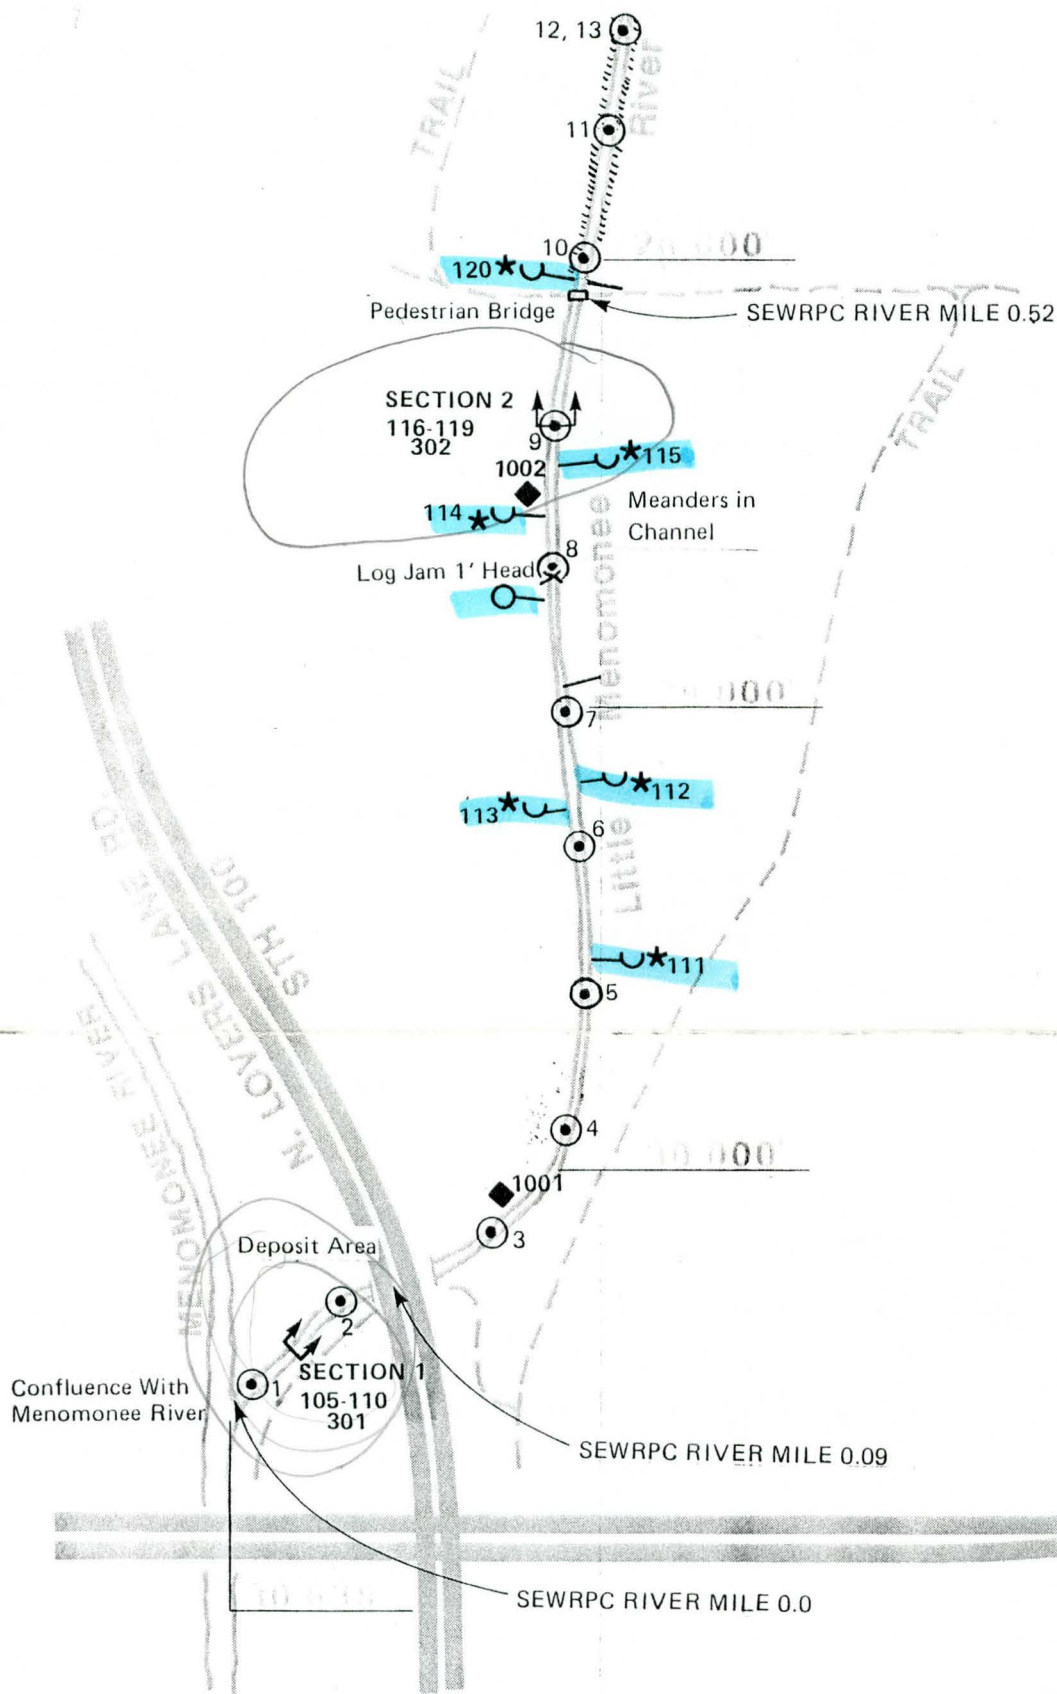 12, 13
TRAIL
River
11
10
000
120
Pedestrian Bridge
SEWRPC RIVER MILE 0.52
SECTION 2
116-119
302
9
TRAIL
1002
115
114
Meanders in
Channel
8
Log Jam 1' Head
Little Menomonee
7
000
112
113
6
N. LOVERS LANE RD.
STH 100
111
5
MENOMONEE RIVER
4
000
1001
3
Deposit Area
2
SECTION 1
105-110
301
1
Confluence With
Menomonee River
SEWRPC RIVER MILE 0.09
SEWRPC RIVER MILE 0.0